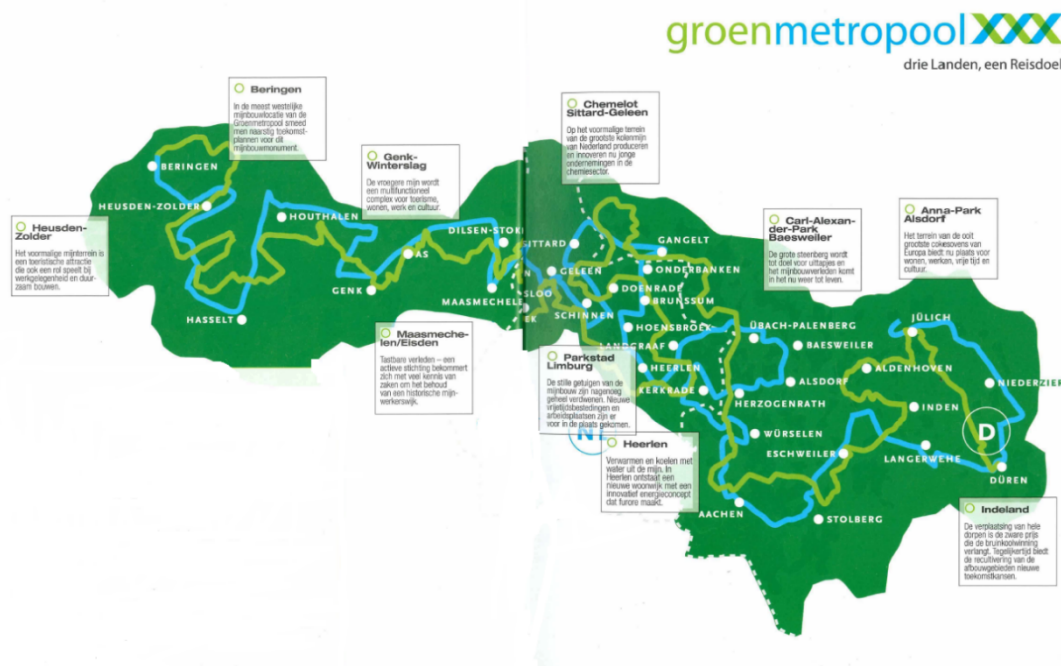 groenmetropool
drie Landen, een Reisdoel
Beringen
In de meest westelijke
mijnbouwlocatie van de
Groenmetropool smeed
men naarstig toekomst-
plannen voor dit
mijnbouwmonument.
Chemelot
Sittard-Geleen
Op het voormalige terrein
van de grootste kolenmijn
van Nederland produceren
en innoveren nu jonge
ondernemingen in de
chemiesector.
Genk-
Winterslag
De vroegere mijn wordt
een multifunctioneel
complex voor toerisme,
wonen, werk en cultuur.
Heusden-
Zolder
Het voormalige mijnterrein is
een toeristische attractie
die ook een rol speelt bij
werkgelegenheid en duur-
zaam bouwen.
Carl-Alexan-
der-Park
Baesweiler
De grote steenberg wordt
tot doel voor uitstapjes en
het mijnbouwverleden komt
in het nu weer tot leven.
Anna-Park
Alsdorf
Het terrein van de ooit
grootste cokesovens van
Europa biedt nu plaats voor
wonen, werken, vrije tijd en
cultuur.
BERINGEN
HEUSDEN-ZOLDER
HOUTHALEN
DILSEN-STOK
AS
GENK
HASSELT
MAASMECHELE
SITTARD
GANGELT
N
GELEEN
ONDERBANKEN
SLOO
DOENRADE
BRUNSSUM
EK
SCHINNEN
HOENSBROEK
ÜBACH-PALENBERG
JÜLICH
LANDGRAAF
BAESWEILER
HEERLEN
ALDENHOVEN
ALSDORF
NIEDERZIER
KERKRADE
HERZOGENRATH
INDEN
WÜRSELEN
D
ESCHWEILER
LANGERWEHE
DÜREN
AACHEN
STOLBERG
Maasmeche-
len/Eisden
Tastbare verleden – een
actieve stichting bekommert
zich met veel kennis van
zaken om het behoud
van een historische mijn-
werkerswijk.
Parkstad
Limburg
De stille getuigen van de
mijnbouw zijn nagenoeg
geheel verdwenen. Nieuwe
vrijetijdsbestedingen en
arbeidsplaatsen zijn er
voor in de plaats gekomen.
NL
Heerlen
Verwarmen en koelen met
water uit de mijn. In
Heerlen ontstaat een
nieuwe woonwijk met een
innovatief energieconcept
dat furore maakt.
Indeland
De verplaatsing van hele
dorpen is de zware prijs
die de bruinkoolwinning
verlangt. Tegelijkertijd biedt
de recultivering van de
afbouwgebieden nieuwe
toekomstkansen.